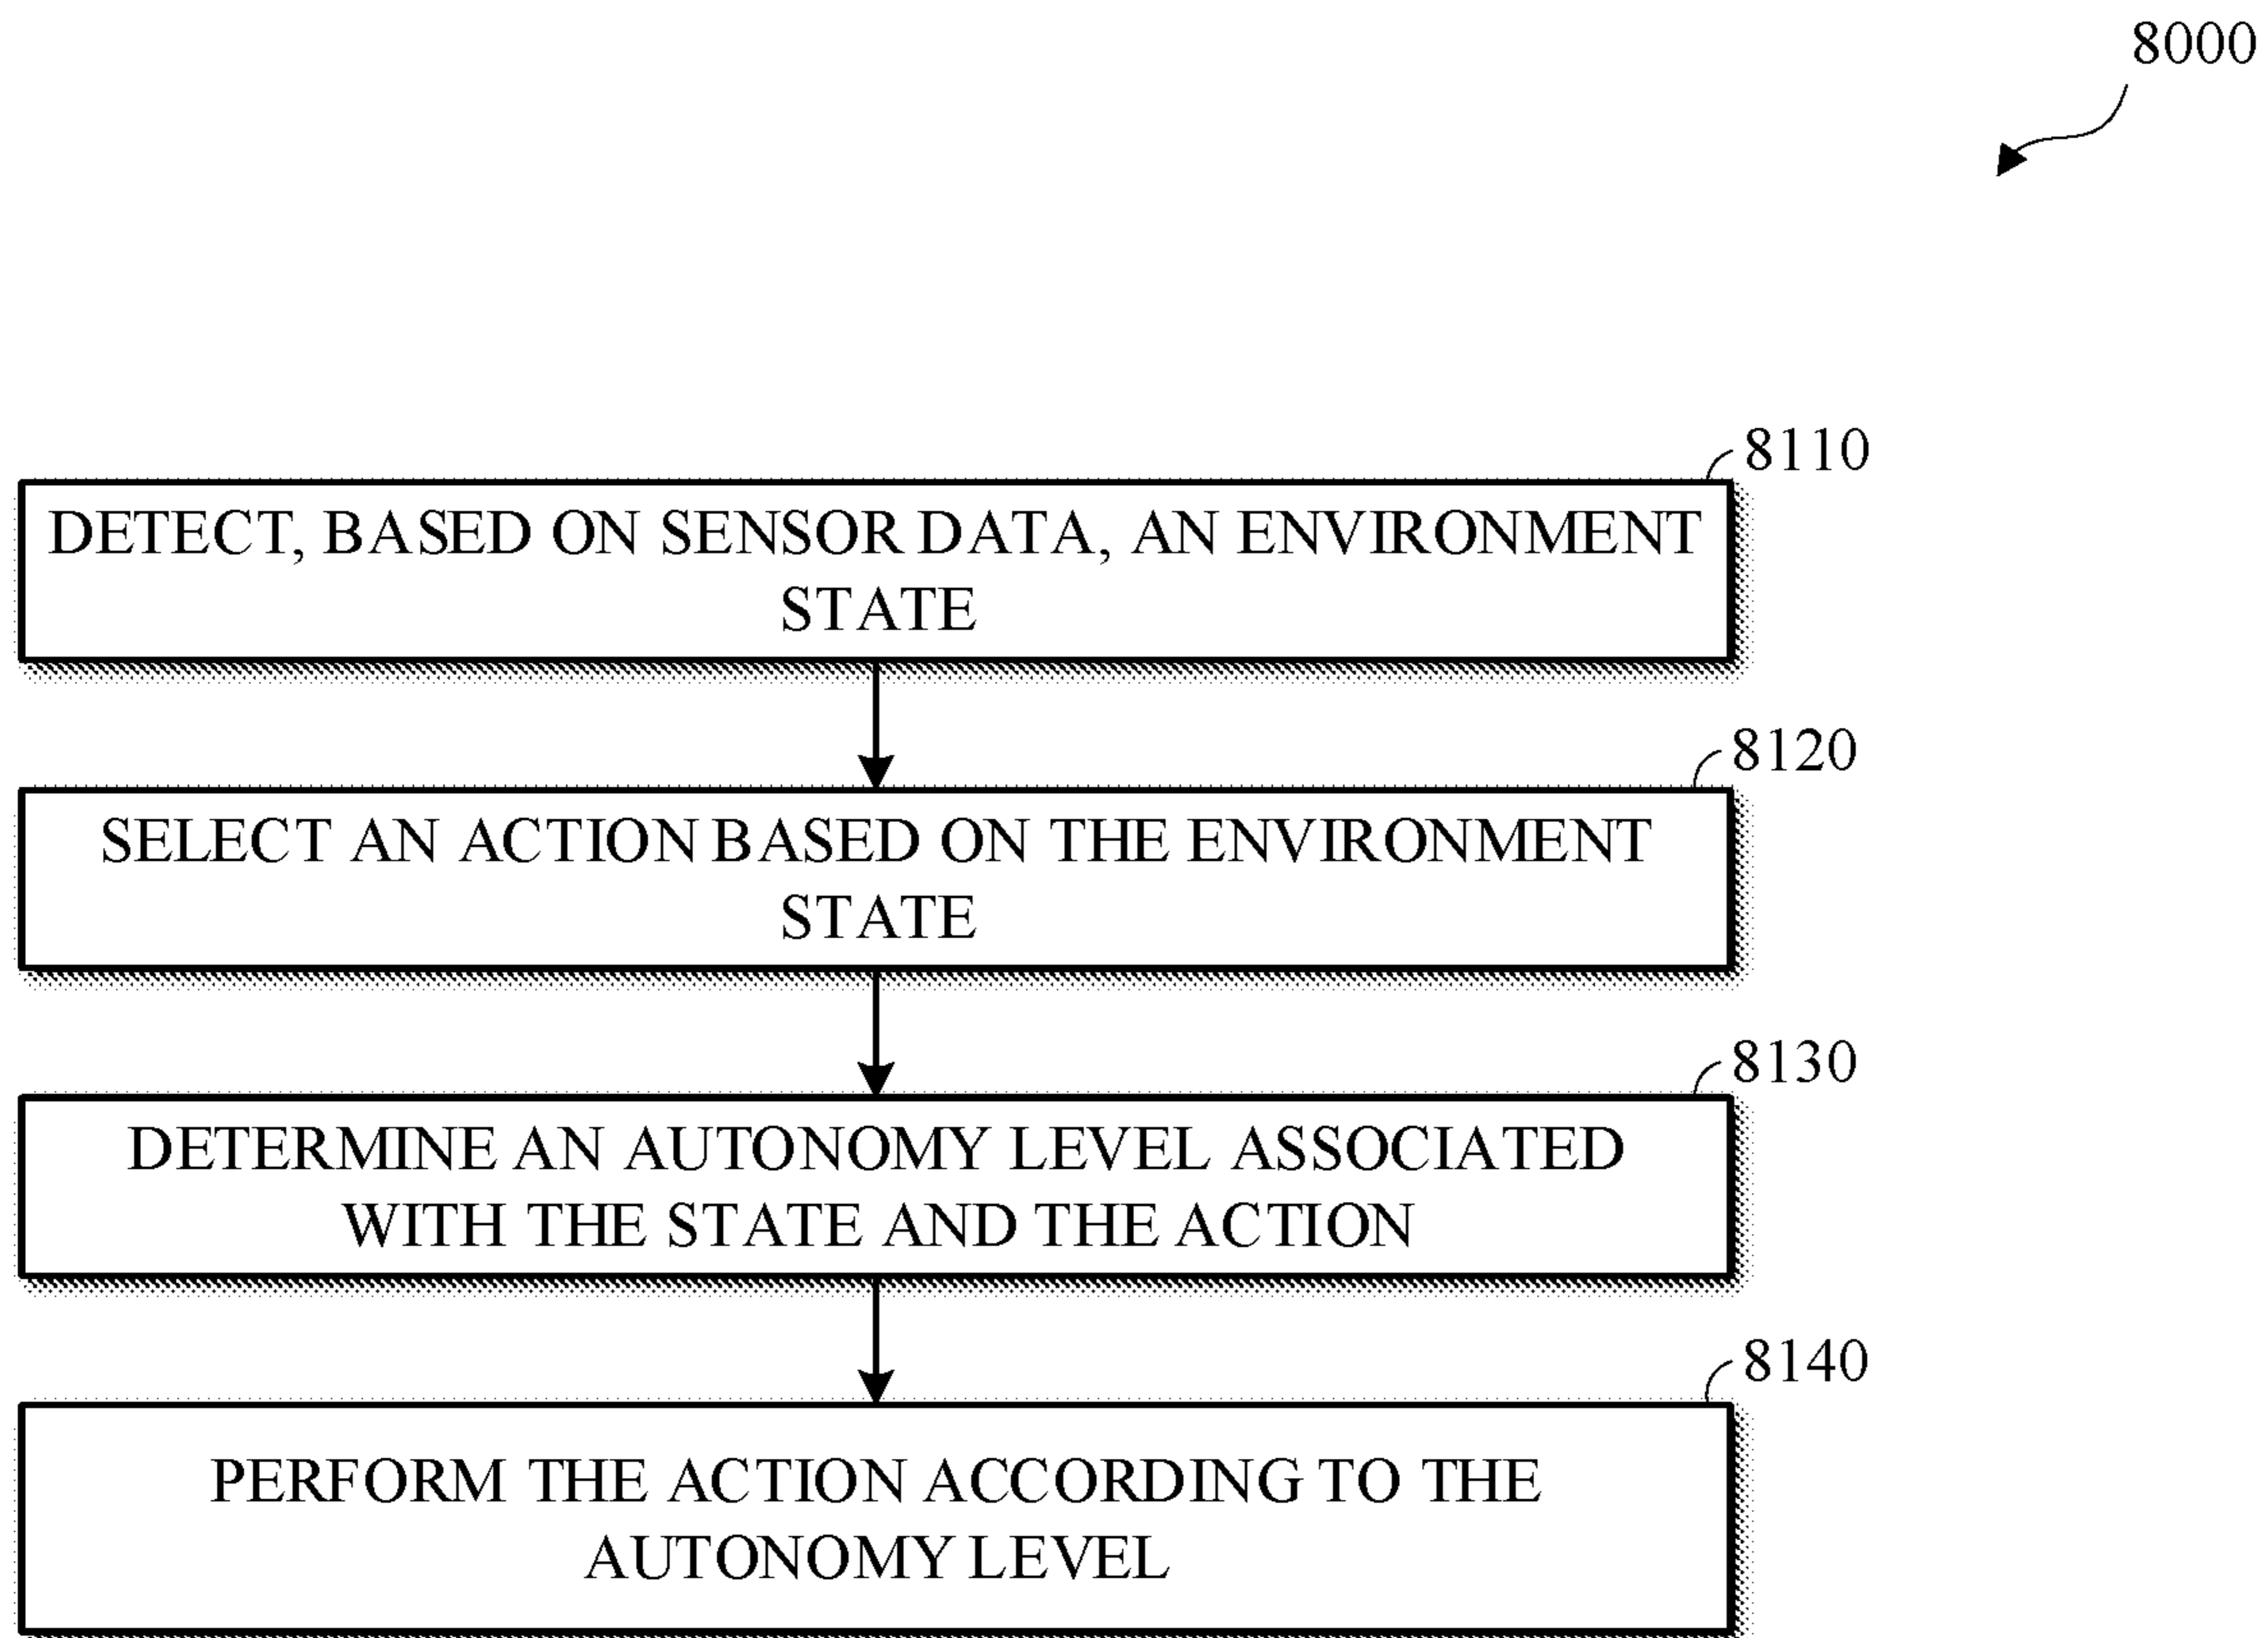 8000
8110
DETECT, BASED ON SENSOR DATA, AN ENVIRONMENT
STATE
8120
SELECT AN ACTION BASED ON THE ENVIRONMENT
STATE
8130
DETERMINE AN AUTONOMY LEVEL ASSOCIATED
WITH THE STATE AND THE ACTION
8140
PERFORM THE ACTION ACCORDING TO THE
AUTONOMY LEVEL